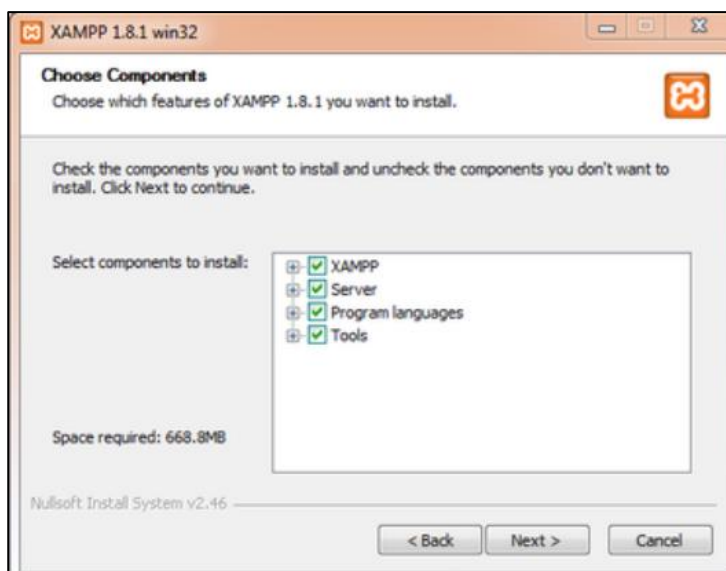 XAMPP 1.8.1 win32
Choose Components
Choose which features of XAMPP 1.8.1 you want to install.
Check the components you want to install and uncheck the components you don't want to
install. Click Next to continue.
Select components to install:
XAMPP
Server
Program languages
Tools
Space required: 668.8MB
Nullsoft Install System v2.46
< Back
Next >
Cancel